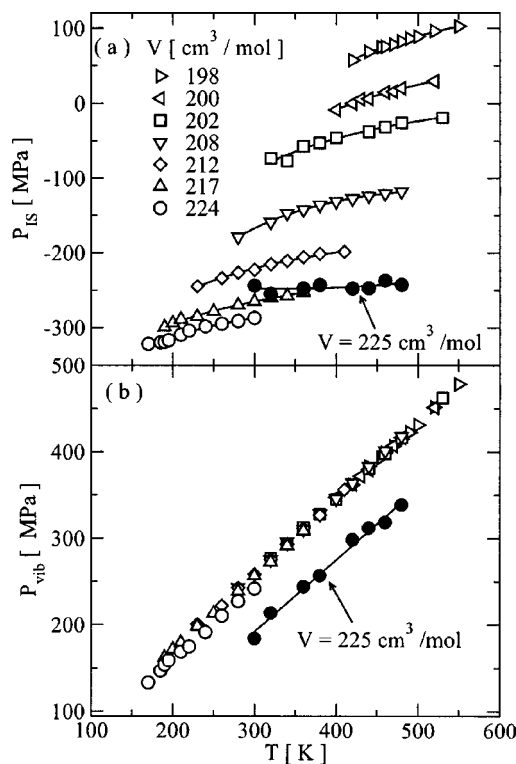 ( a )
V [ cm³ / mol ]
198
200
202
208
212
217
224
100
0
-100
-200
-300
P_IS [ MPa ]
V = 225 cm³ /mol
500
( b )
400
300
200
100
P_vib [ MPa ]
V = 225 cm³ /mol
100 200 300 400 500 600
T [ K ]